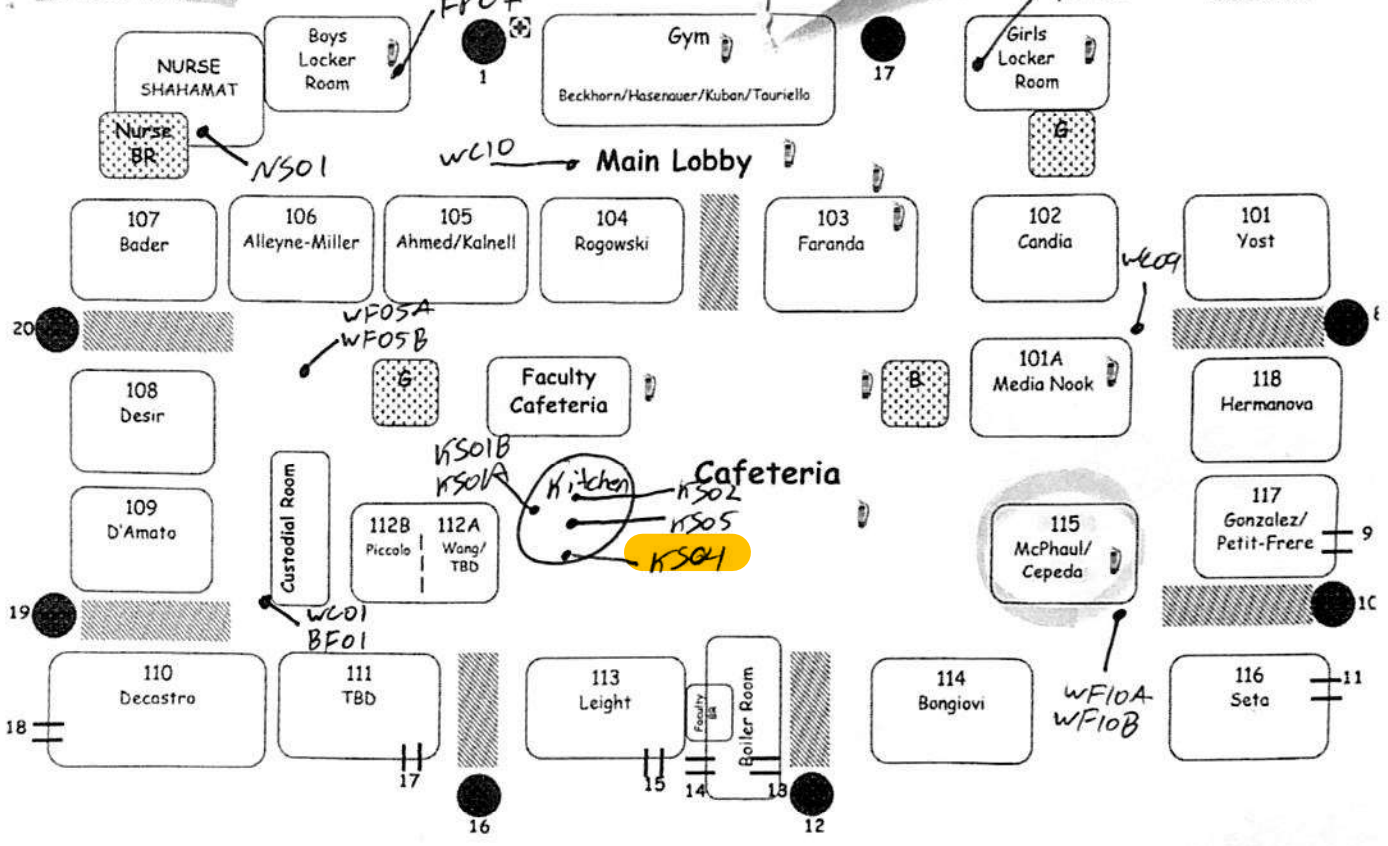 Boys
Locker
Room
1
Gym
Beckhorn/Hasenauer/Kuban/Tauriello
17
Girls
Locker
Room
NURSE
SHAHAMAT
Nurse
BR
NS01
WC10
Main Lobby
G
107
Bader
106
Alleyne-Miller
105
Ahmed/Kalnell
104
Rogowski
103
Faranda
102
Candia
101
Yost
WC09
20
WF05A
WF05B
G
Faculty
Cafeteria
B
101A
Media Nook
118
Hermanova
108
Desir
109
D'Amato
Custodial Room
112B
Piccolo
112A
Wang/
TBD
KS01B
KS01A
Kitchen
KS02
KS05
KS04
Cafeteria
115
McPhaul/
Cepeda
117
Gonzalez/
Petit-Frere
9
19
WC01
BF01
110
Decastro
18
111
TBD
17
16
113
Leight
15
Faculty
BR
Boiler Room
14
13
12
114
Bongiovi
WF10A
WF10B
116
Seta
11